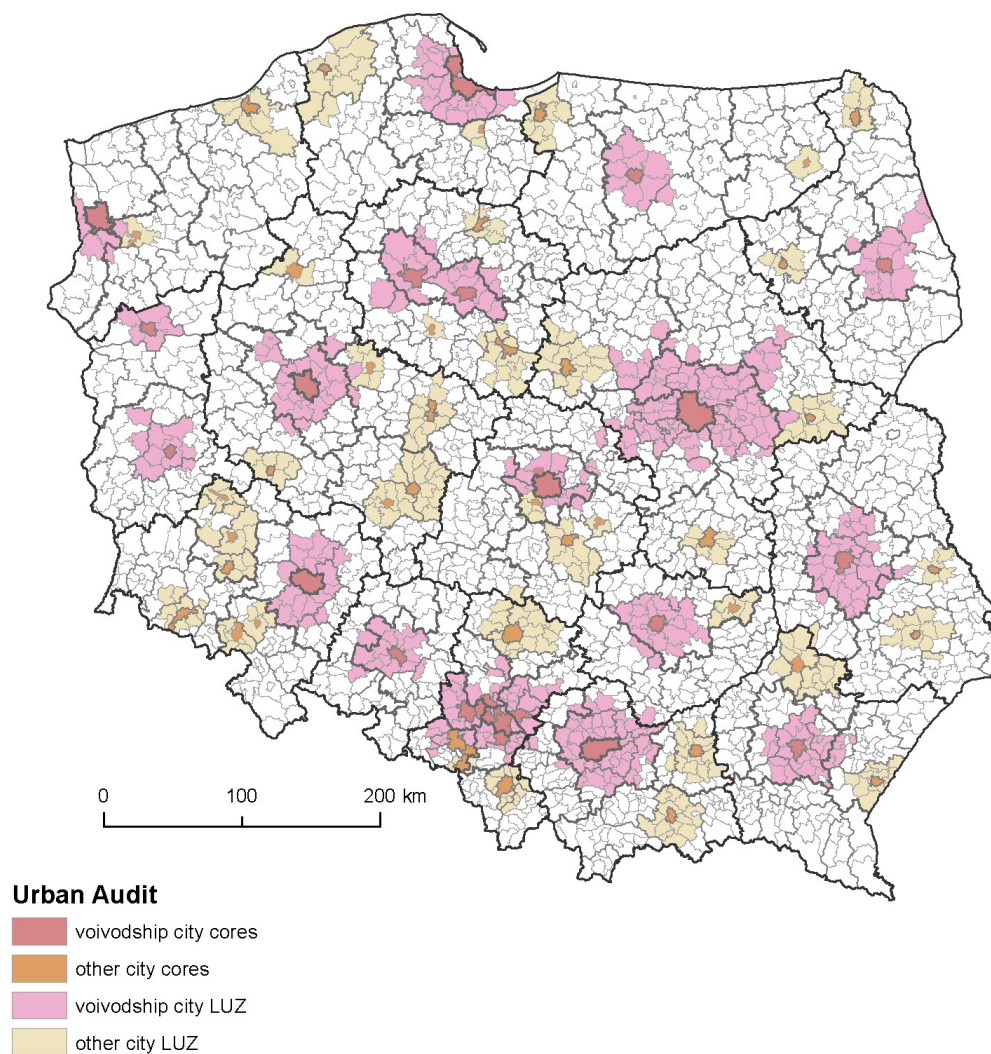 0 100 200 km
Urban Audit
voivodship city cores
other city cores
voivodship city LUZ
other city LUZ